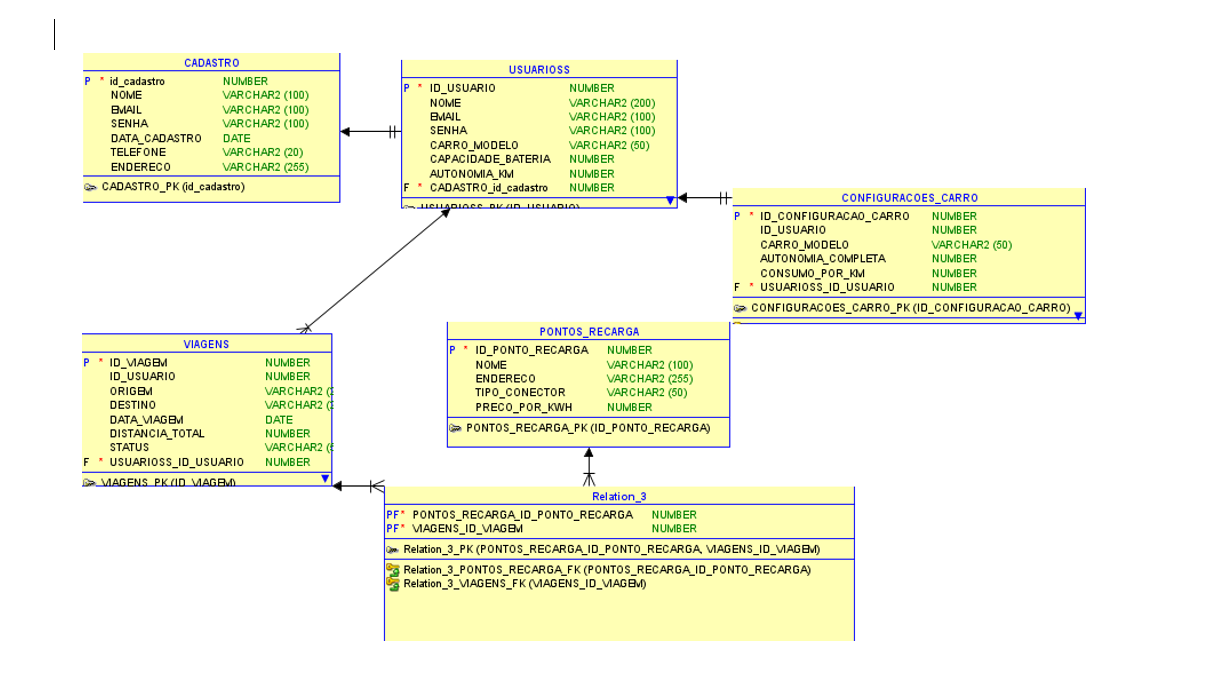 CADASTRO
P * id_cadastro NUMBER
NOME VARCHAR2 (100)
EMAIL VARCHAR2 (100)
SENHA VARCHAR2 (100)
DATA_CADASTRO DATE
TELEFONE VARCHAR2 (20)
ENDERECO VARCHAR2 (255)
CADASTRO_PK (id_cadastro)
USUARIOSS
P * ID_USUARIO NUMBER
NOME VARCHAR2 (200)
EMAIL VARCHAR2 (100)
SENHA VARCHAR2 (100)
CARRO_MODELO VARCHAR2 (50)
CAPACIDADE_BATERIA NUMBER
AUTONOMIA_KM NUMBER
F * CADASTRO_id_cadastro NUMBER
USUARIOSS_PK (ID_USUARIO)
CONFIGURACOES_CARRO
P * ID_CONFIGURACAO_CARRO NUMBER
ID_USUARIO NUMBER
CARRO_MODELO VARCHAR2 (50)
AUTONOMIA_COMPLETA NUMBER
CONSUMO_POR_KM NUMBER
F * USUARIOSS_ID_USUARIO NUMBER
CONFIGURACOES_CARRO_PK (ID_CONFIGURACAO_CARRO)
VIAGENS
P * ID_VIAGEM NUMBER
ID_USUARIO NUMBER
ORIGEM VARCHAR2
DESTINO VARCHAR2
DATA_VIAGEM DATE
DISTANCIA_TOTAL NUMBER
STATUS VARCHAR2
F * USUARIOSS_ID_USUARIO NUMBER
VIAGENS_PK (ID_VIAGEM)
PONTOS_RECARGA
P * ID_PONTO_RECARGA NUMBER
NOME VARCHAR2 (100)
ENDERECO VARCHAR2 (255)
TIPO_CONECTOR VARCHAR2 (50)
PRECO_POR_KWH NUMBER
PONTOS_RECARGA_PK (ID_PONTO_RECARGA)
Relation_3
PF* PONTOS_RECARGA_ID_PONTO_RECARGA NUMBER
PF* VIAGENS_ID_VIAGEM NUMBER
Relation_3_PK (PONTOS_RECARGA_ID_PONTO_RECARGA, VIAGENS_ID_VIAGEM)
Relation_3_PONTOS_RECARGA_FK (PONTOS_RECARGA_ID_PONTO_RECARGA)
Relation_3_VIAGENS_FK (VIAGENS_ID_VIAGEM)